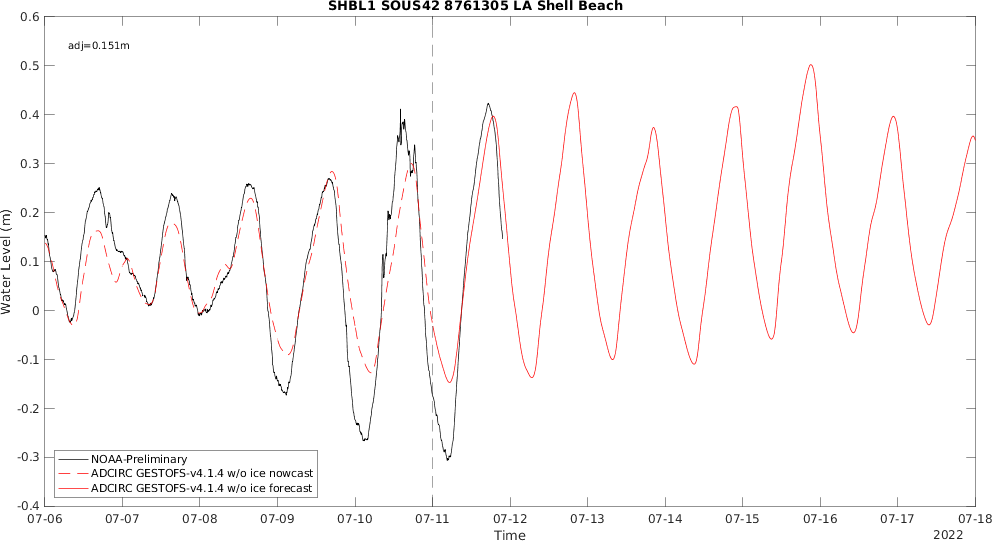 SHBL1 SOUS42 8761305 LA Shell Beach
adj=0.151m
0.6
0.5
0.4
0.3
0.2
0.1
0
-0.1
-0.2
-0.3
-0.4
Water Level (m)
NOAA-Preliminary
ADCIRC GESTOFS-v4.1.4 w/o ice nowcast
ADCIRC GESTOFS-v4.1.4 w/o ice forecast
07-06 07-07 07-08 07-09 07-10 07-11 07-12 07-13 07-14 07-15 07-16 07-17 07-18
Time
2022